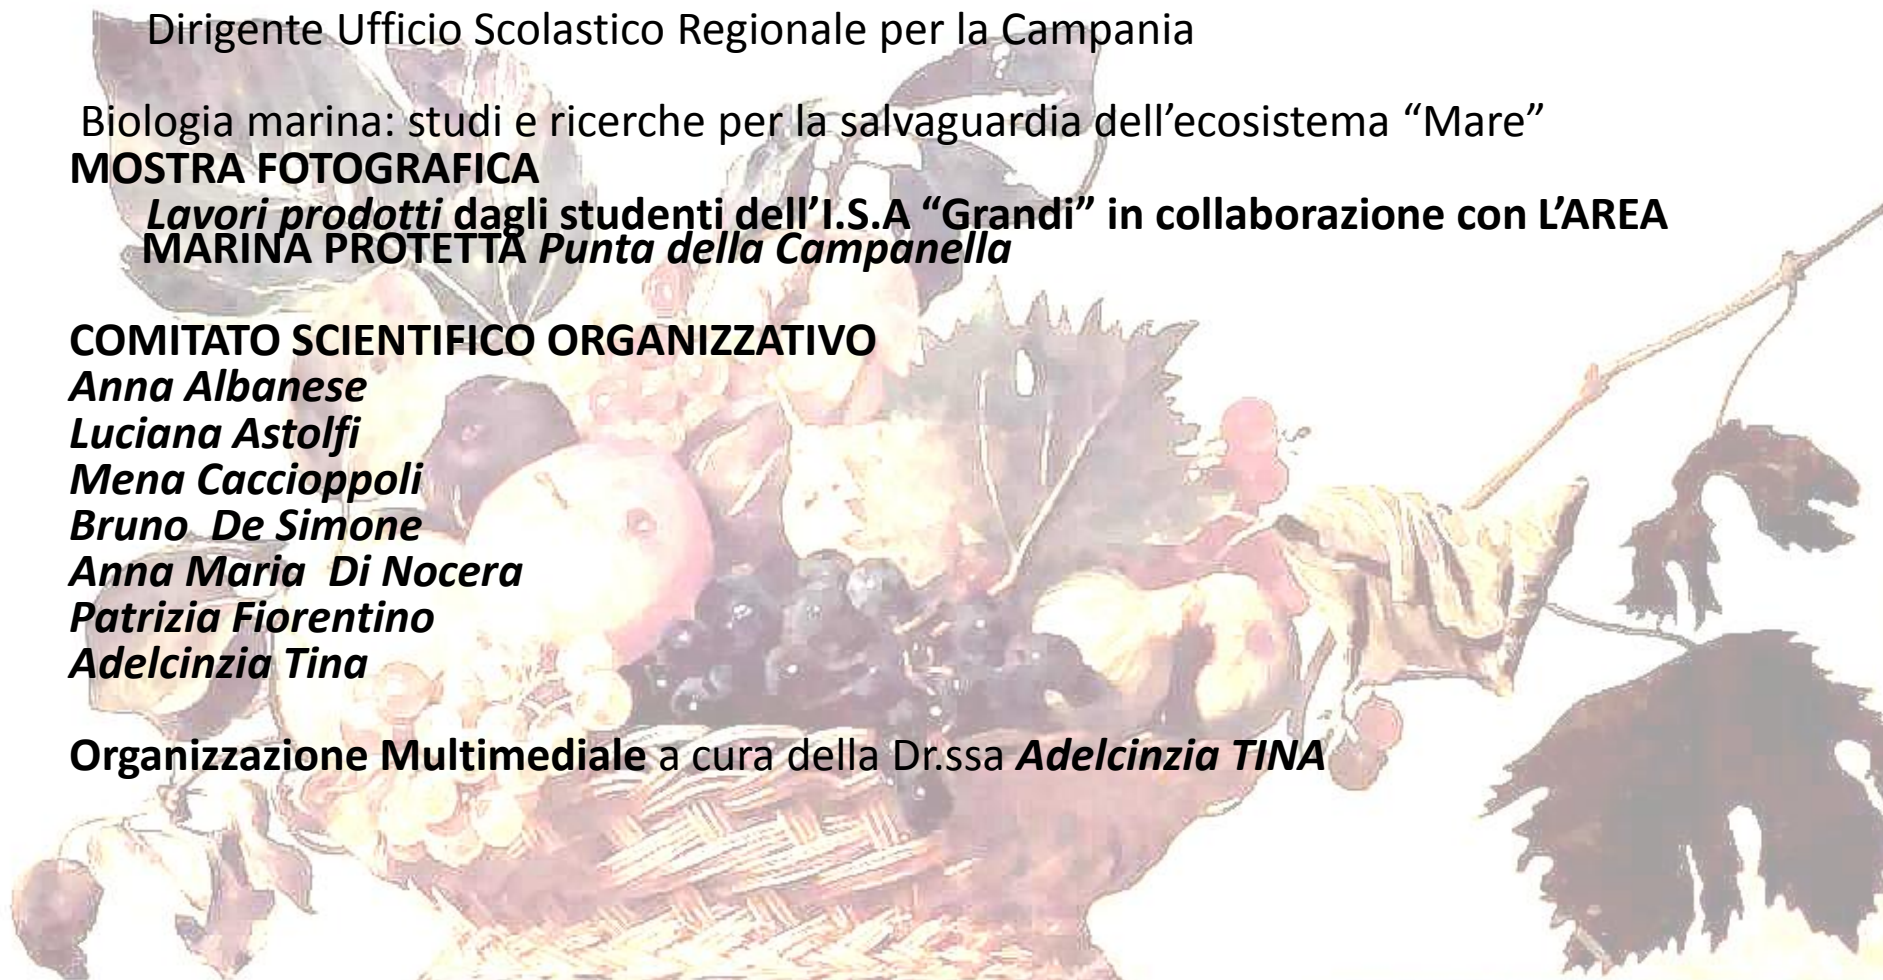 Dirigente Ufficio Scolastico Regionale per la Campania
Biologia marina: studi e ricerche per la salvaguardia dell’ecosistema “Mare”
MOSTRA FOTOGRAFICA
Lavori prodotti dagli studenti dell’I.S.A “Grandi” in collaborazione con L’AREA
MARINA PROTETTA Punta della Campanella
COMITATO SCIENTIFICO ORGANIZZATIVO
Anna Albanese
Luciana Astolfi
Mena Caccioppoli
Bruno  De Simone
Anna Maria  Di Nocera
Patrizia Fiorentino
Adelcinzia Tina
Organizzazione Multimediale a cura della Dr.ssa Adelcinzia TINA